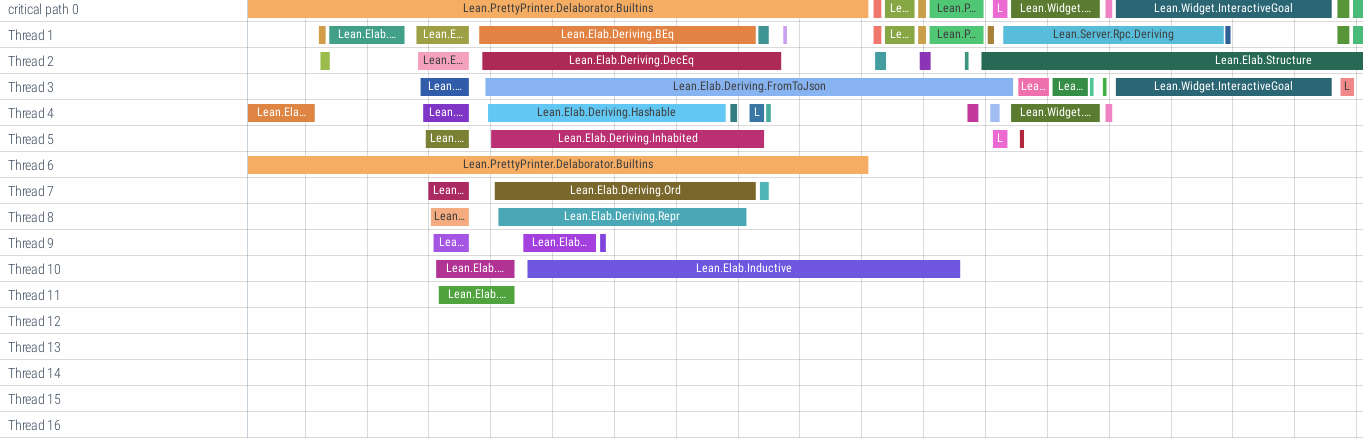 critical path 0 Lean.PrettyPrinter.Delaborator.Builtins Le… Lean.P… L Lean.Widget.… Lean.Widget.InteractiveGoal
Thread 1 Lean.Elab.… Lean.E… Lean.Elab.Deriving.BEq Le… Lean.P… Lean.Server.Rpc.Deriving
Thread 2 Lean.E… Lean.Elab.Deriving.DecEq Lean.Elab.Structure
Thread 3 Lean.… Lean.Elab.Deriving.FromToJson Lea… Lea… Lean.Widget.InteractiveGoal L
Thread 4 Lean.Ela… Lean.… Lean.Elab.Deriving.Hashable L Lean.Widget.…
Thread 5 Lean.… Lean.Elab.Deriving.Inhabited L
Thread 6 Lean.PrettyPrinter.Delaborator.Builtins
Thread 7 Lean… Lean.Elab.Deriving.Ord
Thread 8 Lean… Lean.Elab.Deriving.Repr
Thread 9 Lea… Lean.Elab…
Thread 10 Lean.Elab.… Lean.Elab.Inductive
Thread 11 Lean.Elab.…
Thread 12
Thread 13
Thread 14
Thread 15
Thread 16